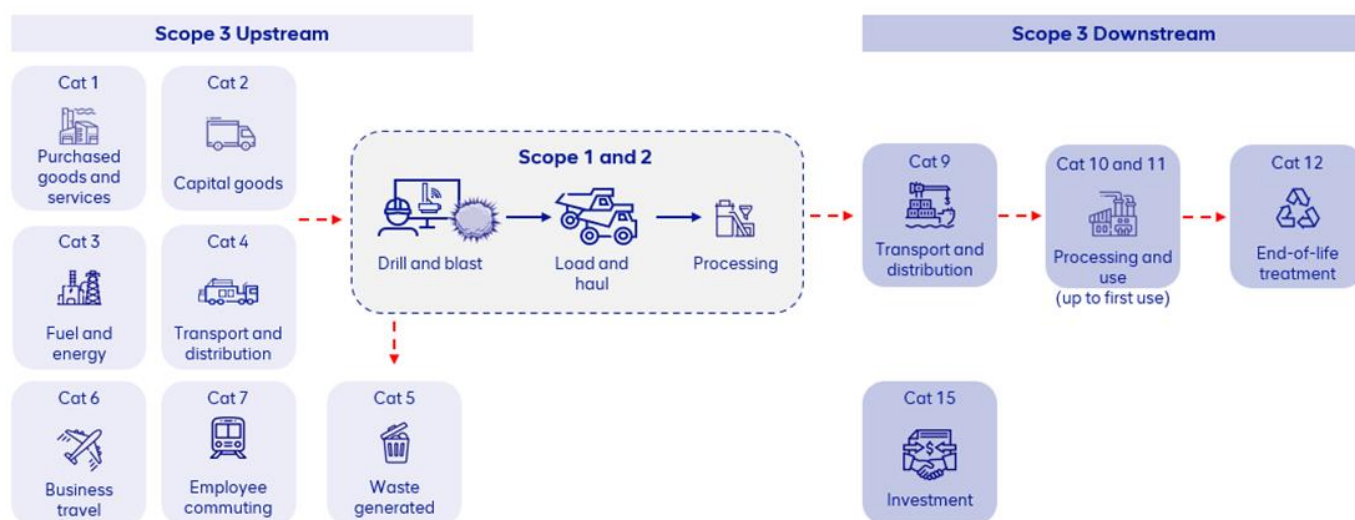 Scope 3 Upstream
Scope 3 Downstream
Cat 1
Purchased
goods and
services
Cat 2
Capital goods
Cat 3
Fuel and
energy
Cat 4
Transport and
distribution
Cat 6
Business
travel
Cat 7
Employee
commuting
Cat 5
Waste
generated
Scope 1 and 2
Drill and blast
Load and
haul
Processing
Cat 9
Transport and
distribution
Cat 10 and 11
Processing and
use
(up to first use)
Cat 12
End-of-life
treatment
Cat 15
$
Investment